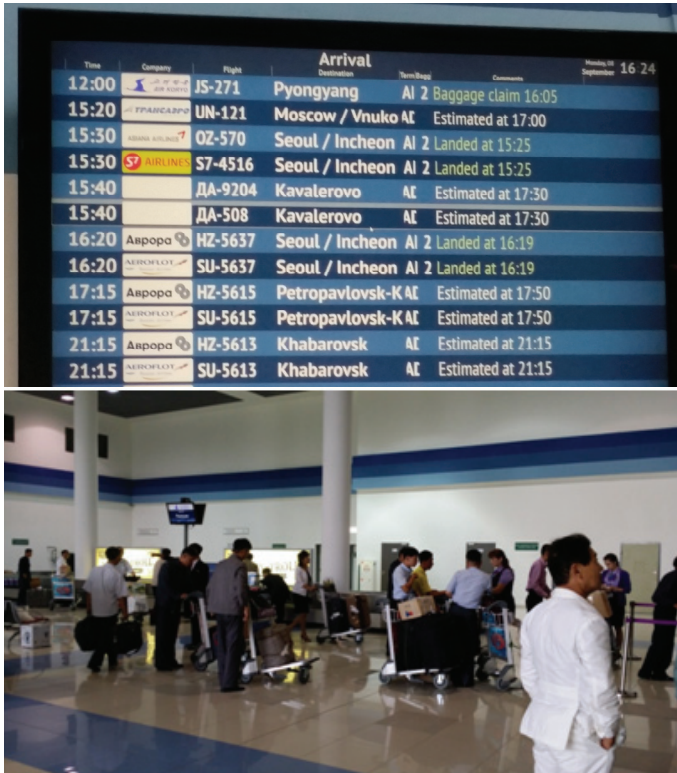 Arrival
Monday, 08
September 16 24
Time Company Flight Destination Term Bagg Comments
12:00 AIR KORYO JS-271 Pyongyang AI 2 Baggage claim 16:05
15:20 ТРАНСАЭРО UN-121 Moscow / Vnuko Estimated at 17:00
15:30 ASIANA AIRLINES OZ-570 Seoul / Incheon AI 2 Landed at 15:25
15:30 S7 AIRLINES S7-4516 Seoul / Incheon AI 2 Landed at 15:25
15:40 ДА-9204 Kavalerovo Estimated at 17:30
15:40 ДА-508 Kavalerovo Estimated at 17:30
16:20 Аврора HZ-5637 Seoul / Incheon AI 2 Landed at 16:19
16:20 AEROFLOT SU-5637 Seoul / Incheon AI 2 Landed at 16:19
17:15 Аврора HZ-5615 Petropavlovsk-K Estimated at 17:50
17:15 AEROFLOT SU-5615 Petropavlovsk-K Estimated at 17:50
21:15 Аврора HZ-5613 Khabarovsk Estimated at 21:15
21:15 AEROFLOT SU-5613 Khabarovsk Estimated at 21:15